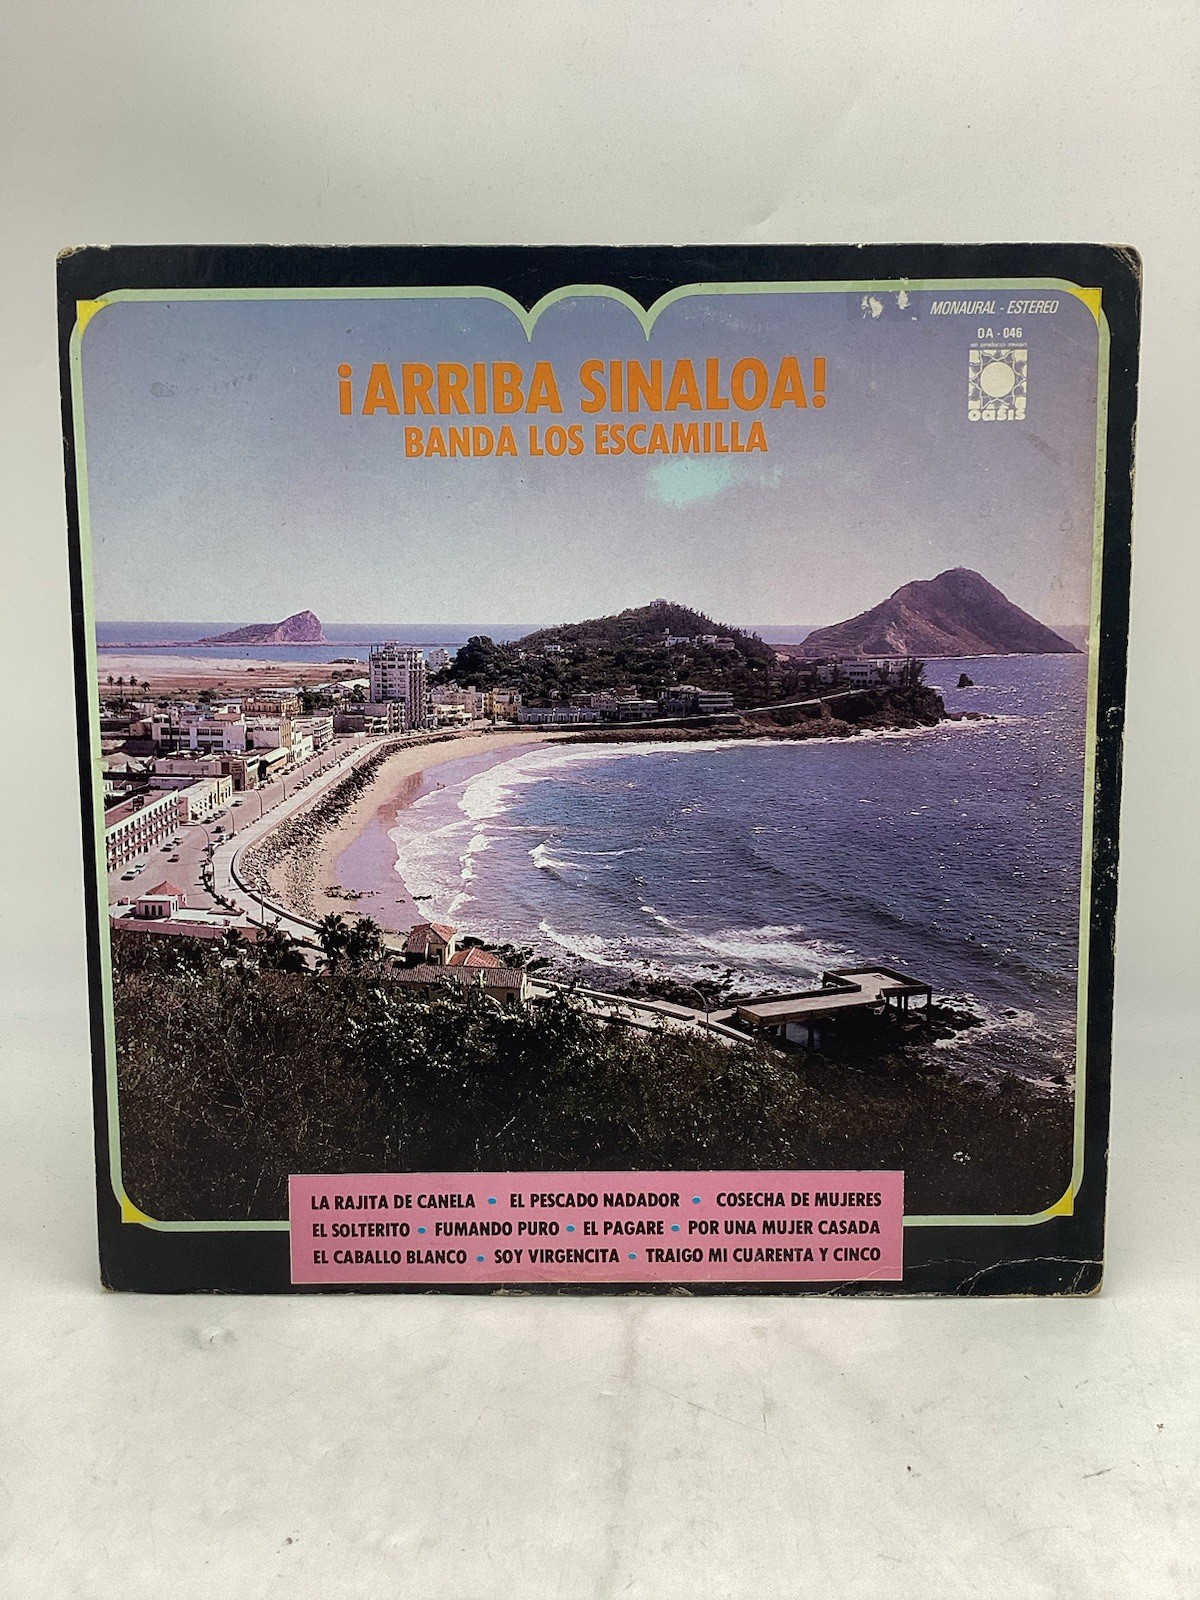 MONAURAL - ESTEREO
OA - 046
oasis
¡ARRIBA SINALOA!
BANDA LOS ESCAMILLA
LA RAJITA DE CANELA • EL PESCADO NADADOR • COSECHA DE MUJERES
EL SOLTERITO • FUMANDO PURO • EL PAGARE • POR UNA MUJER CASADA
EL CABALLO BLANCO • SOY VIRGENCITA • TRAIGO MI CUARENTA Y CINCO